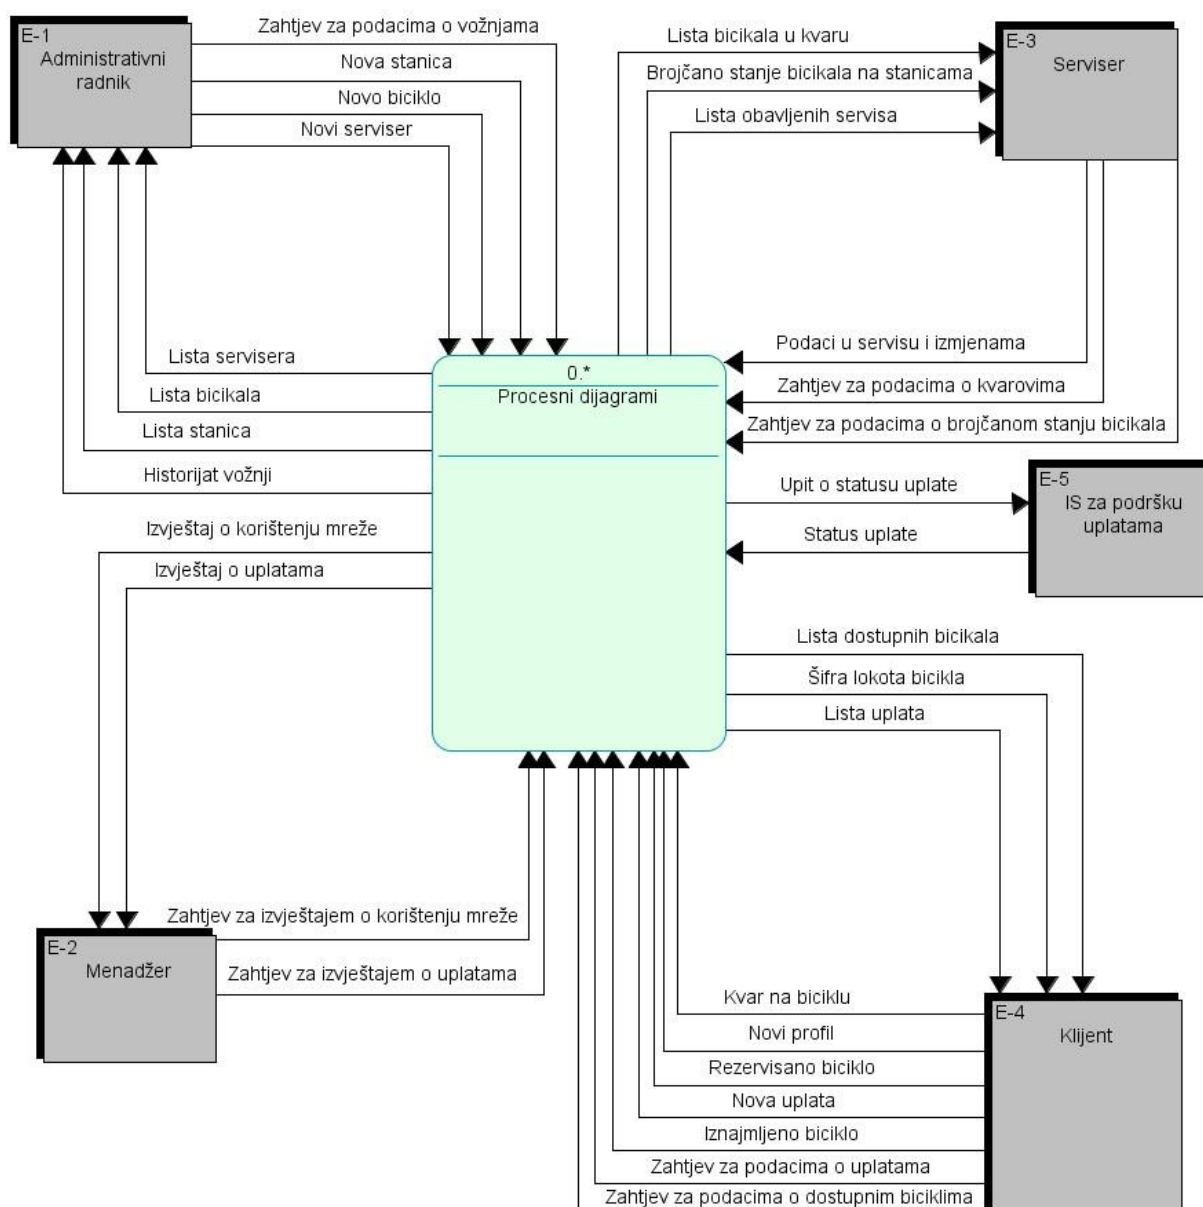 E-1
Administrativni
radnik
Zahtjev za podacima o vožnjama
Nova stanica
Novo biciklo
Novi serviser
Lista bicikala u kvaru
Brojčano stanje bicikala na stanicama
Lista obavljenih servisa
E-3
Serviser
Lista servisera
Lista bicikala
Lista stanica
Historijat vožnji
Izvještaj o korištenju mreže
Izvještaj o uplatama
0.*
Procesni dijagrami
Podaci u servisu i izmjenama
Zahtjev za podacima o kvarovima
Zahtjev za podacima o brojčanom stanju bicikala
Upit o statusu uplate
Status uplate
E-5
IS za podršku
uplatama
Lista dostupnih bicikala
Šifra lokota bicikla
Lista uplata
Zahtjev za izvještajem o korištenju mreže
Zahtjev za izvještajem o uplatama
E-2
Menadžer
Kvar na biciklu
Novi profil
Rezervisano biciklo
Nova uplata
Iznajmljeno biciklo
Zahtjev za podacima o uplatama
Zahtjev za podacima o dostupnim biciklima
E-4
Klijent